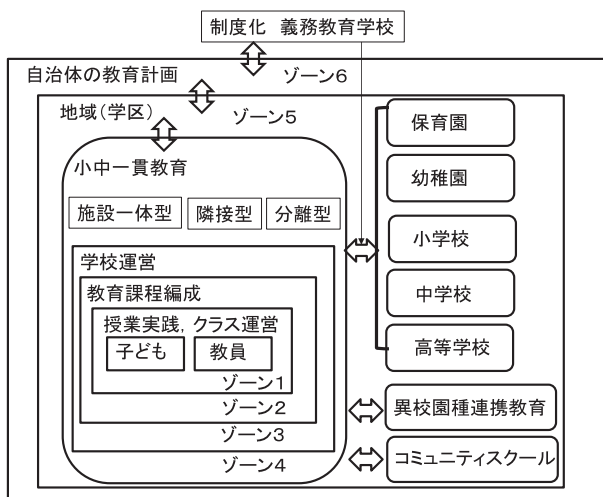 制度化 義務教育学校
自治体の教育計画
ゾーン6
地域(学区)
ゾーン5
小中一貫教育
施設一体型
隣接型
分離型
学校運営
教育課程編成
授業実践，クラス運営
子ども
教員
ゾーン1
ゾーン2
ゾーン3
ゾーン4
保育園
幼稚園
小学校
中学校
高等学校
異校園種連携教育
コミュニティスクール